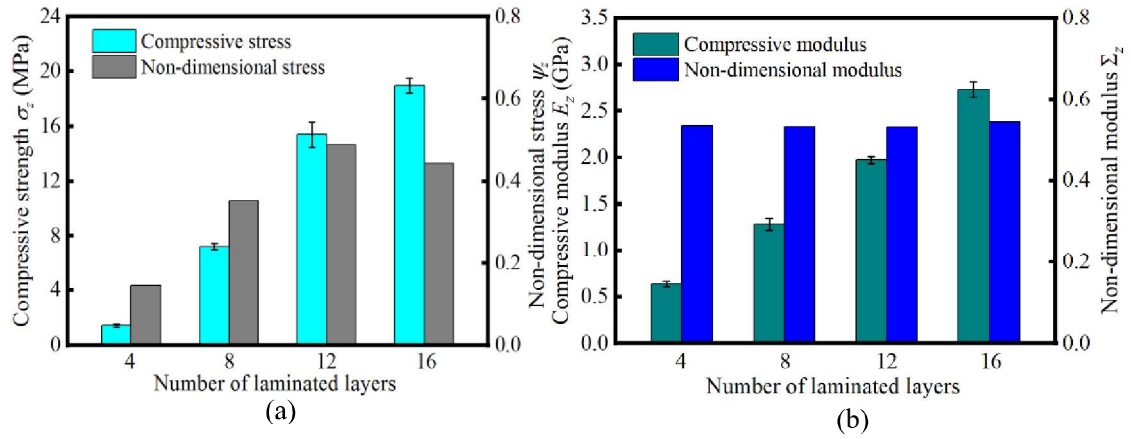 24
20
16
12
8
4
0
Compressive strength σz (MPa)
Compressive stress
Non-dimensional stress
0.8
0.6
0.4
0.2
0.0
Non-dimensional stress ψz
4 8 12 16
Number of laminated layers
(a)
3.5
3.0
2.5
2.0
1.5
1.0
0.5
0.0
Compressive modulus Ez (GPa)
Compressive modulus
Non-dimensional modulus
0.8
0.6
0.4
0.2
0.0
Non-dimensional modulus Σz
4 8 12 16
Number of laminated layers
(b)